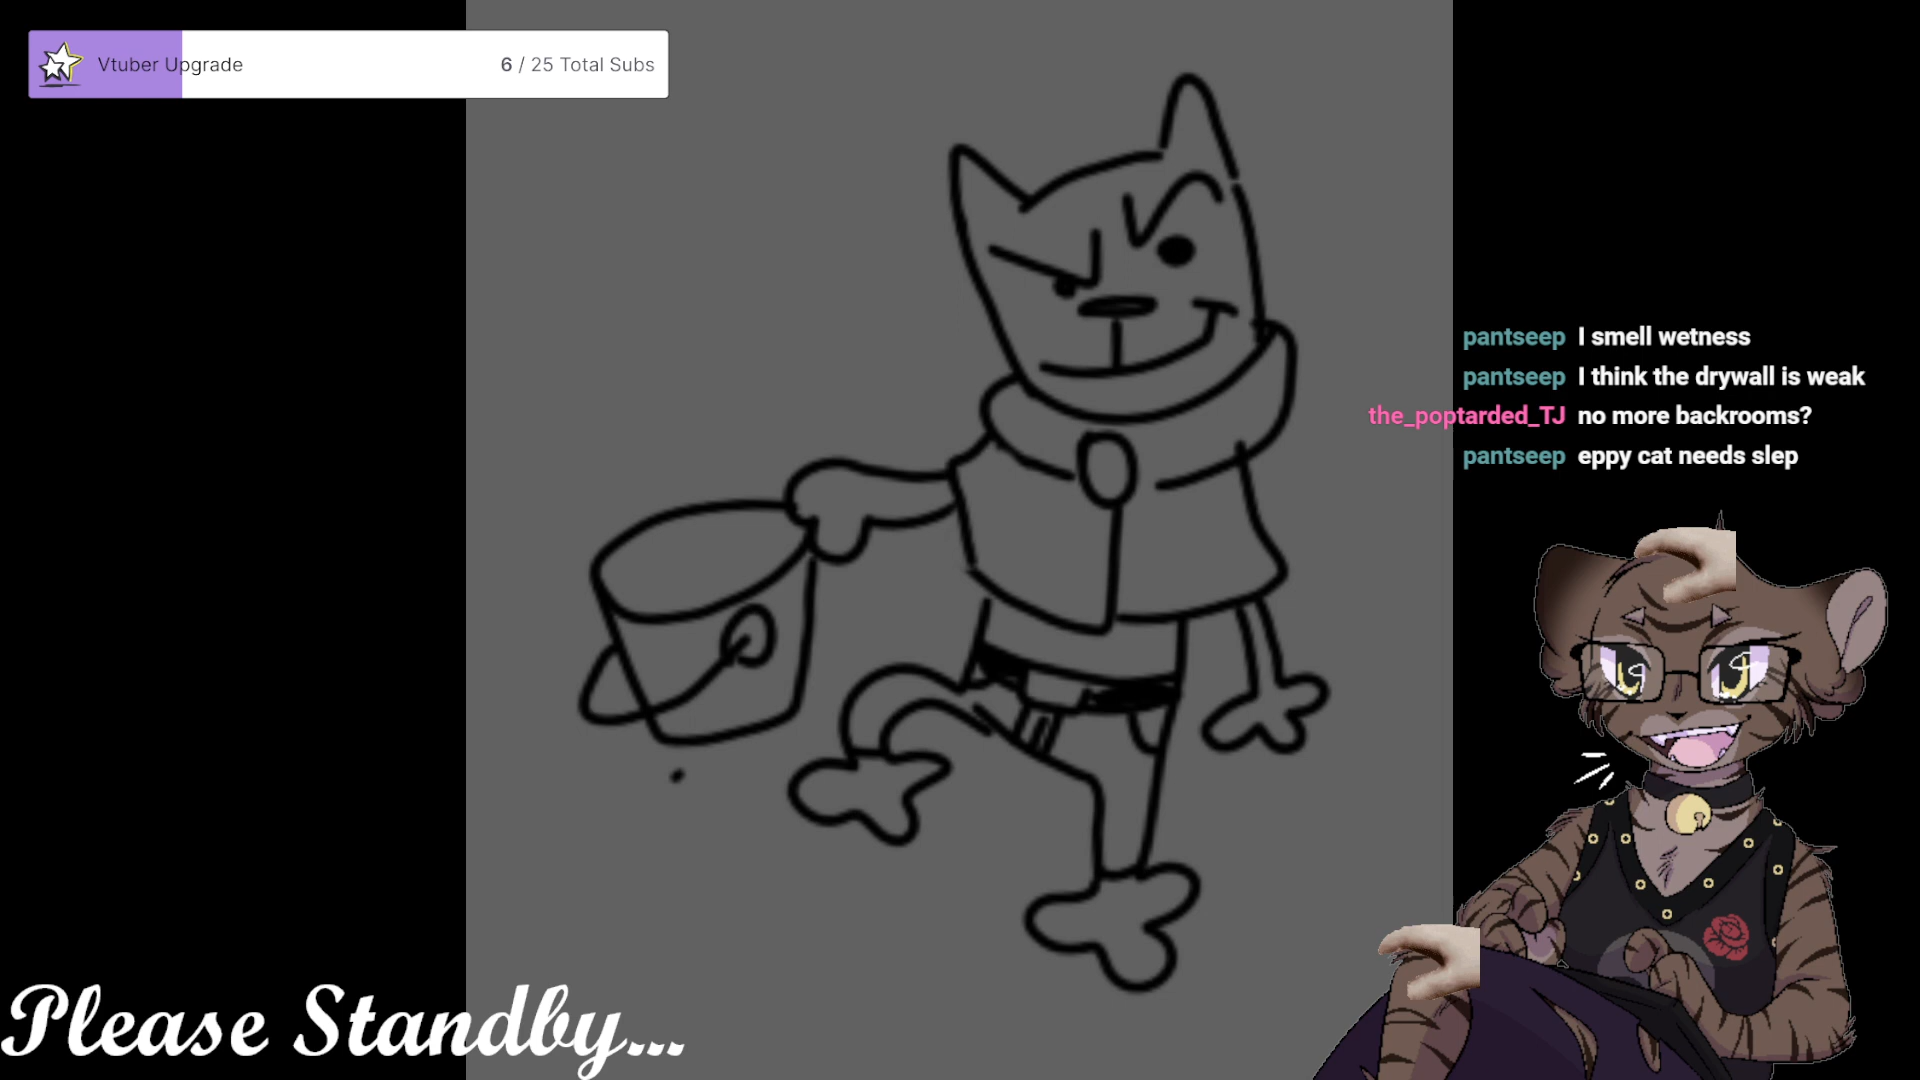 Vtuber Upgrade 6 / 25 Total Subs
pantseep I smell wetness
pantseep I think the drywall is weak
the_poptarded_TJ no more backrooms?
pantseep eppy cat needs slep
Please Standby...